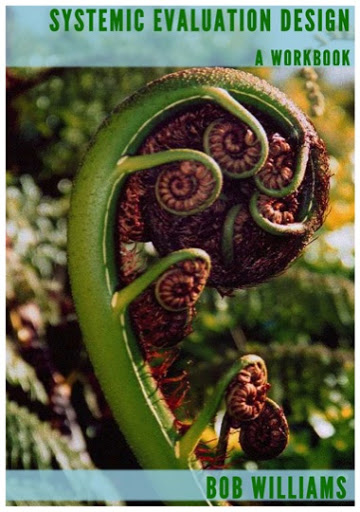 SYSTEMIC EVALUATION DESIGN
A WORKBOOK
BOB WILLIAMS